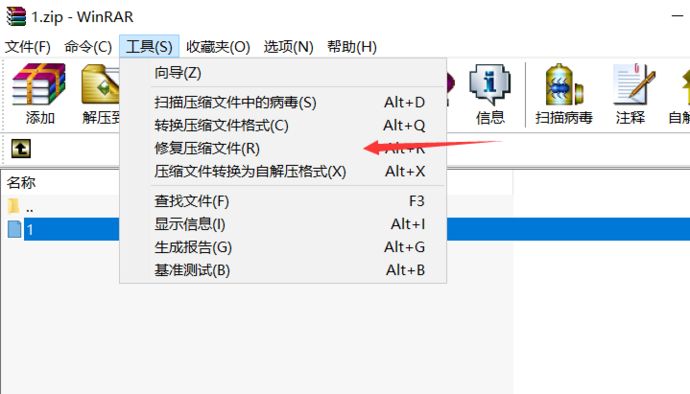 1.zip - WinRAR
文件(F) 命令(C) 工具(S) 收藏夹(O) 选项(N) 帮助(H)
添加 解压到 信息 扫描病毒 注释
向导(Z)
扫描压缩文件中的病毒(S) Alt+D
转换压缩文件格式(C) Alt+Q
修复压缩文件(R) Alt+R
压缩文件转换为自解压格式(X) Alt+X
查找文件(F) F3
显示信息(I) Alt+I
生成报告(G) Alt+G
基准测试(B) Alt+B
名称
..
1